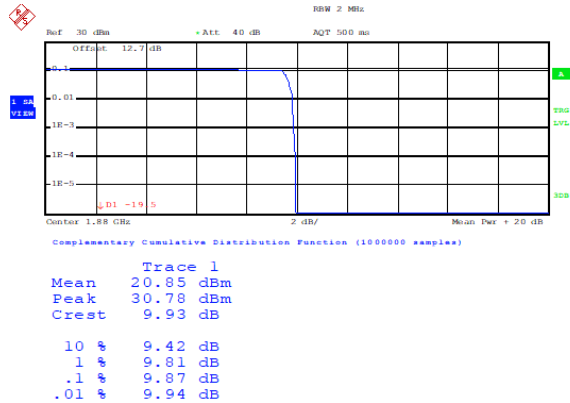 RBW 2 MHz
Ref 30 dBm * Att 40 dB AQT 500 ms
Offset 12.7 dB
0.1
A
1 SA
VIEW
0.01
TRG
LVL
1E-3
1E-4
1E-5
3DB
D1 -19.5
Center 1.88 GHz 2 dB/ Mean Pwr + 20 dB
Complementary Cumulative Distribution Function (1000000 samples)
Trace 1
Mean 20.85 dBm
Peak 30.78 dBm
Crest 9.93 dB
10 % 9.42 dB
1 % 9.81 dB
.1 % 9.87 dB
.01 % 9.94 dB